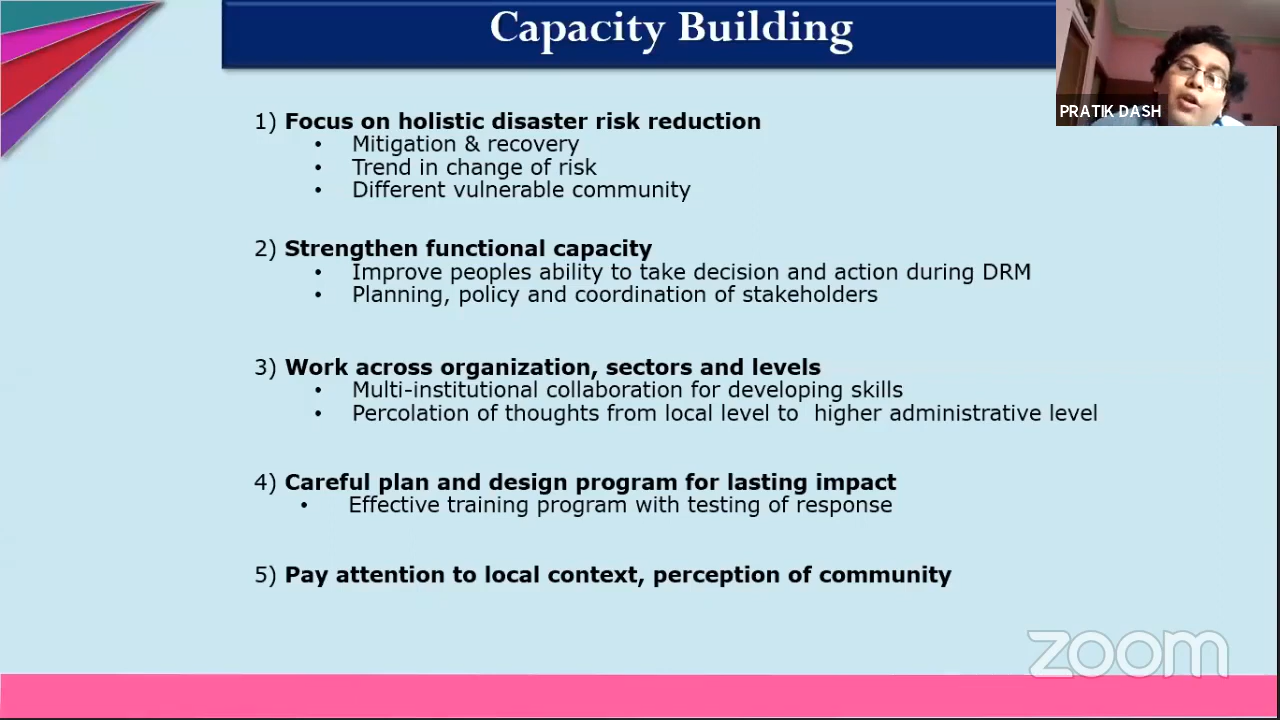 Capacity Building
PRATIK DASH
1) Focus on holistic disaster risk reduction
• Mitigation & recovery
• Trend in change of risk
• Different vulnerable community
2) Strengthen functional capacity
• Improve peoples ability to take decision and action during DRM
• Planning, policy and coordination of stakeholders
3) Work across organization, sectors and levels
• Multi-institutional collaboration for developing skills
• Percolation of thoughts from local level to higher administrative level
4) Careful plan and design program for lasting impact
• Effective training program with testing of response
5) Pay attention to local context, perception of community
zoom